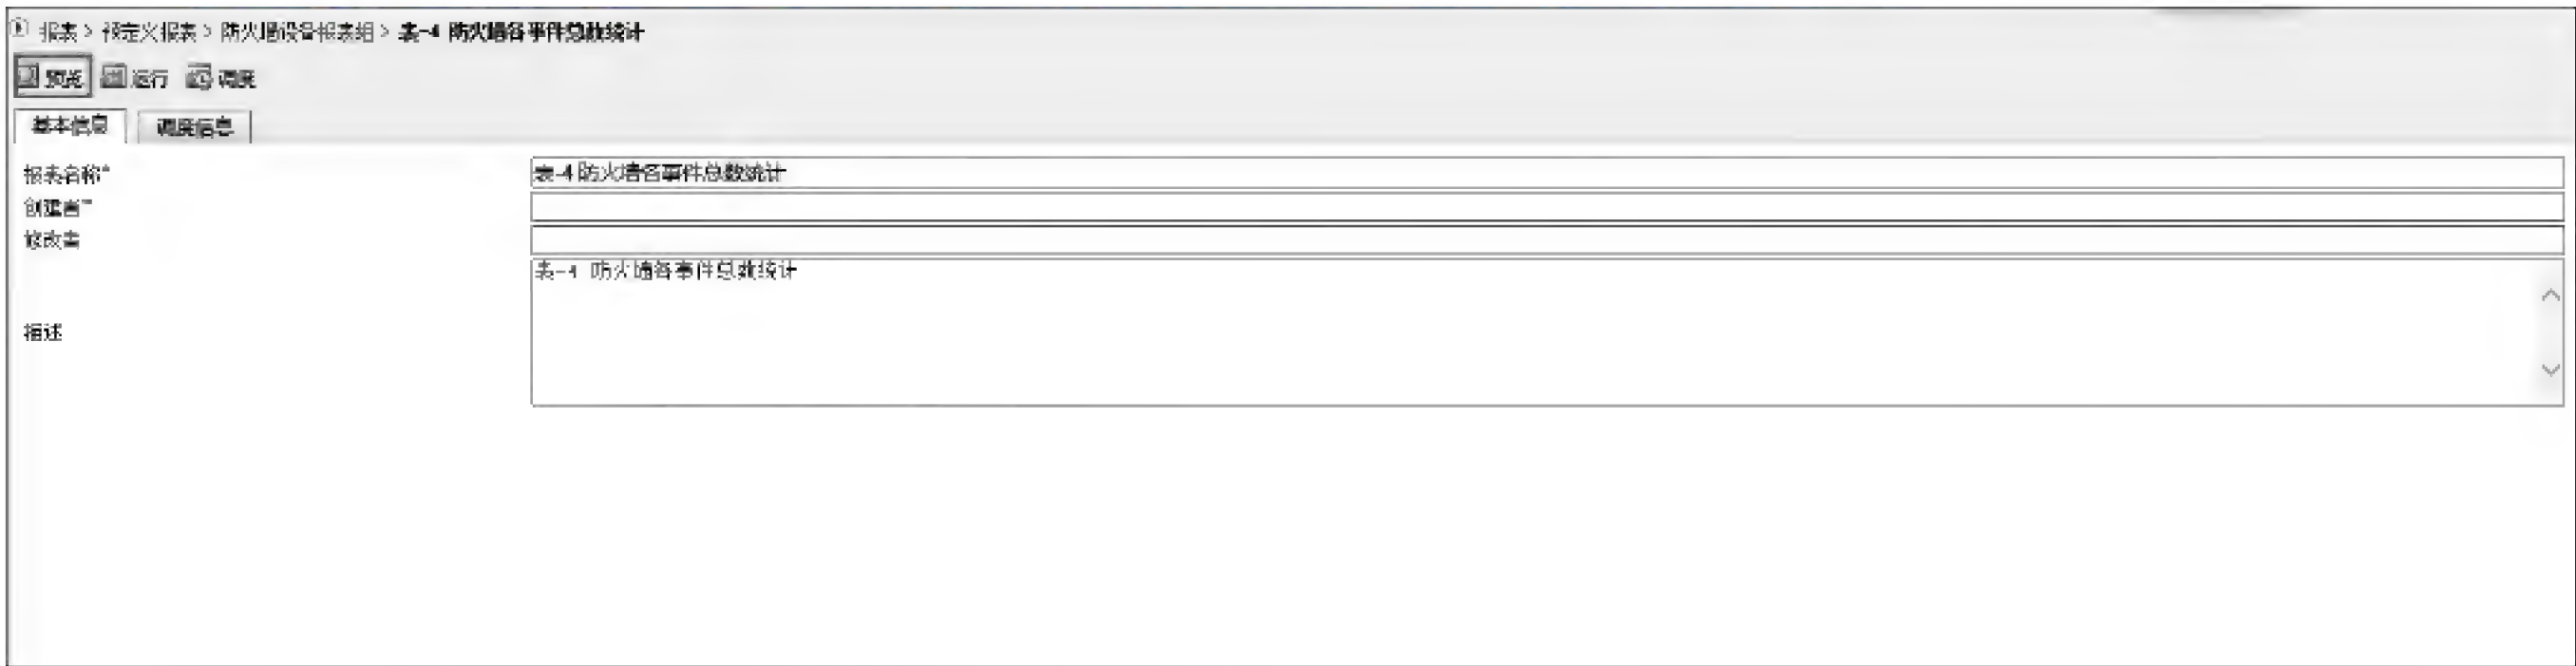 报表 > 预定义报表 > 防火墙设备报表组 > 表-4 防火墙各事件总数统计
预览 运行 调度
基本信息 调度信息
报表名称* 表-4 防火墙各事件总数统计
创建者*
修改者
表-4 防火墙各事件总数统计
描述